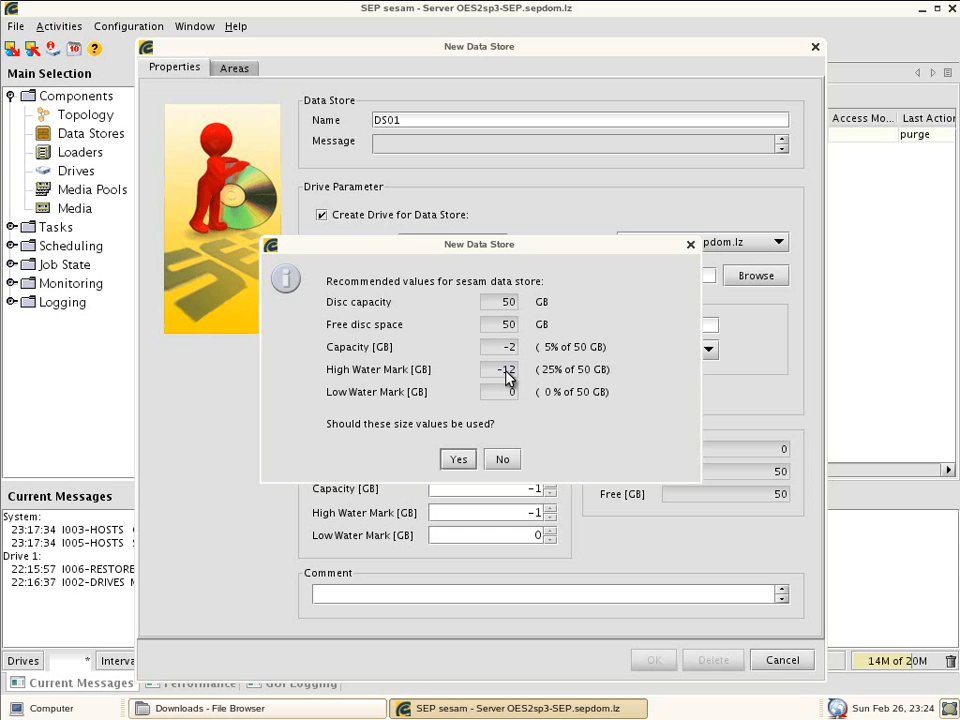 SEP sesam - Server OES2sp3-SEP.sepdom.lz
File Activities Configuration Window Help
10 ?
Main Selection
Components
Topology
Data Stores
Loaders
Drives
Media Pools
Media
Tasks
Scheduling
Job State
Monitoring
Logging
New Data Store
Properties Areas
Data Store
Name DS01
Message
Drive Parameter
Create Drive for Data Store:
pdom.lz
Browse
Access Mo... Last Action
purge
New Data Store
Recommended values for sesam data store:
Disc capacity 50 GB
Free disc space 50 GB
Capacity [GB] -2 ( 5% of 50 GB)
High Water Mark [GB] -12 ( 25% of 50 GB)
Low Water Mark [GB] 0 ( 0 % of 50 GB)
Should these size values be used?
Yes No
0
50
Capacity [GB] -1
Free [GB] 50
High Water Mark [GB] -1
Low Water Mark [GB] 0
Comment
OK Delete Cancel
Current Messages
System:
23:17:34 I003-HOSTS
23:17:34 I005-HOSTS
Drive 1:
22:15:57 I006-RESTORE
22:16:37 I002-DRIVES
Drives * Interva
14M of 20M
Current Messages Performance GUI Logging
Computer Downloads - File Browser SEP sesam - Server OES2sp3-SEP.sepdom.lz Sun Feb 26, 23:24